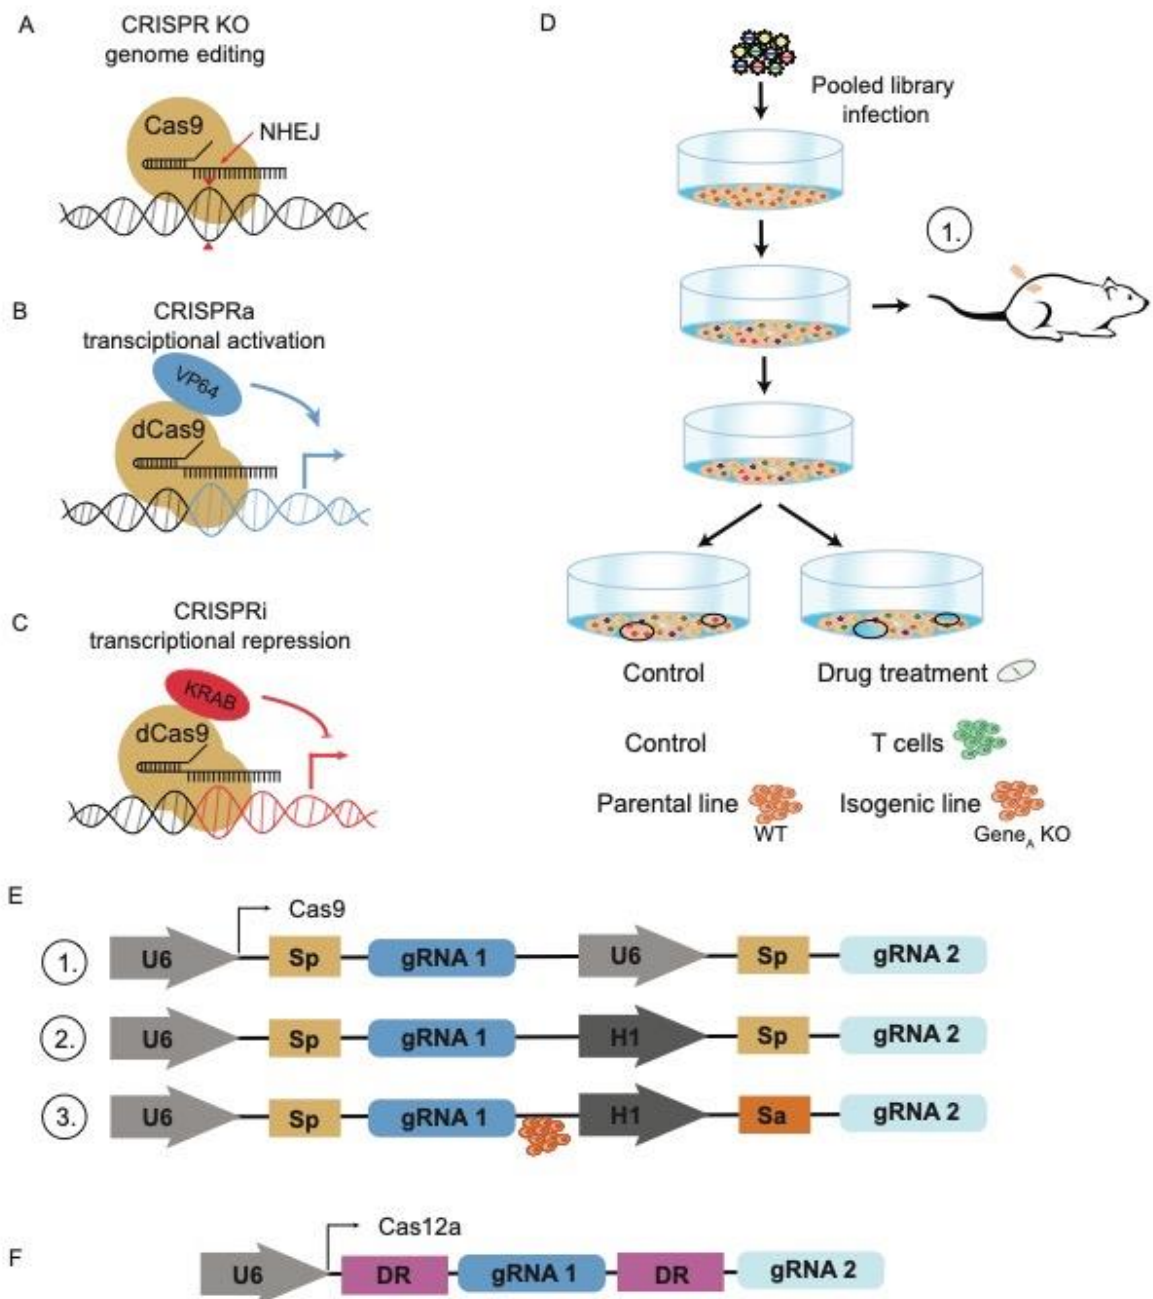 A
CRISPR KO
genome editing
Cas9
NHEJ
B
CRISPRa
transciptional activation
VP64
dCas9
C
CRISPRi
transcriptional repression
KRAB
dCas9
D
Pooled library
infection
1.
Control
Drug treatment
Control
T cells
Parental line
Isogenic line
WT
Gene_A KO
E
Cas9
1.
U6
Sp
gRNA 1
U6
Sp
gRNA 2
2.
U6
Sp
gRNA 1
H1
Sp
gRNA 2
3.
U6
Sp
gRNA 1
H1
Sa
gRNA 2
F
Cas12a
U6
DR
gRNA 1
DR
gRNA 2